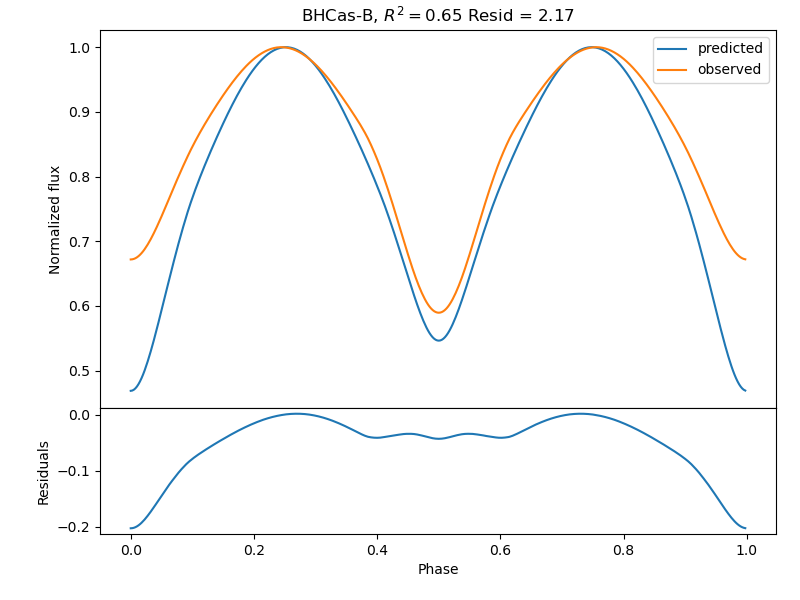 BHCas-B, R² = 0.65 Resid = 2.17
predicted
observed
Normalized flux
1.0
0.9
0.8
0.7
0.6
0.5
Residuals
0.0
−0.1
−0.2
0.0 0.2 0.4 0.6 0.8 1.0
Phase